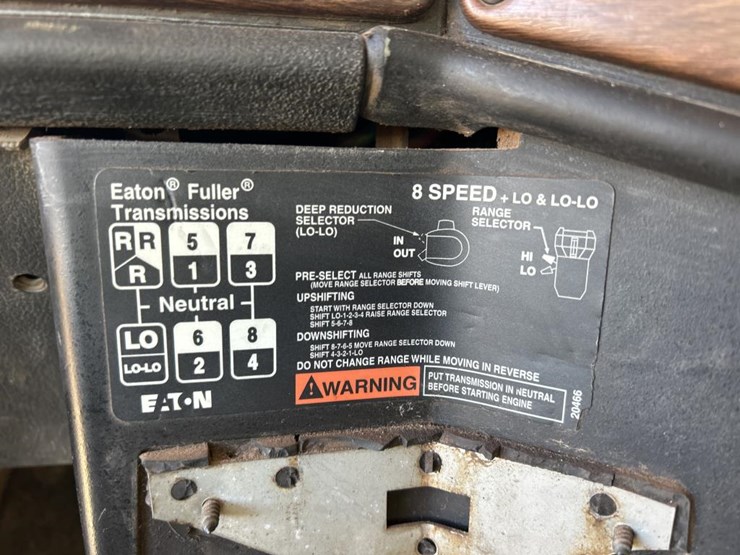 Eaton® Fuller®
Transmissions
8 SPEED + LO & LO-LO
R R 5 7
R 1 3
Neutral
LO 6 8
LO-LO 2 4
EATON
DEEP REDUCTION
SELECTOR
(LO-LO)
IN
OUT
RANGE
SELECTOR
HI
LO
PRE-SELECT ALL RANGE SHIFTS
(MOVE RANGE SELECTOR BEFORE MOVING SHIFT LEVER)
UPSHIFTING
START WITH RANGE SELECTOR DOWN
SHIFT LO-1-2-3-4 RAISE RANGE SELECTOR
SHIFT 5-6-7-8
DOWNSHIFTING
SHIFT 8-7-6-5 MOVE RANGE SELECTOR DOWN
SHIFT 4-3-2-1-LO
DO NOT CHANGE RANGE WHILE MOVING IN REVERSE
WARNING
PUT TRANSMISSION IN NEUTRAL
BEFORE STARTING ENGINE
20466